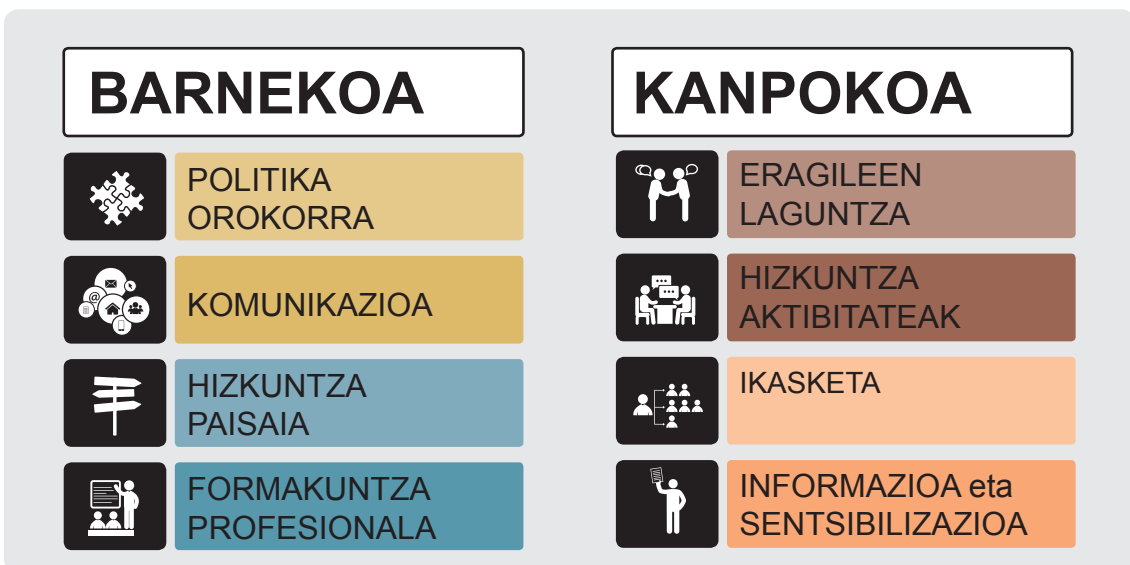 BARNEKOA
POLITIKA
OROKORRA
KOMUNIKAZIOA
HIZKUNTZA
PAISAIA
FORMAKUNTZA
PROFESIONALA
KANPOKOA
ERAGILEEN
LAGUNTZA
HIZKUNTZA
AKTIBITATEAK
IKASKETA
INFORMAZIOA eta
SENTSIBILIZAZIOA